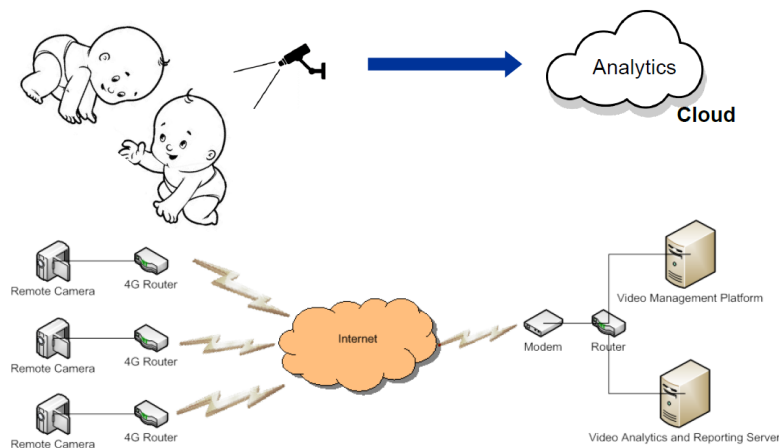 Analytics
Cloud
Remote Camera
4G Router
Remote Camera
4G Router
Remote Camera
4G Router
Internet
Modem
Router
Video Management Platform
Video Analytics and Reporting Server